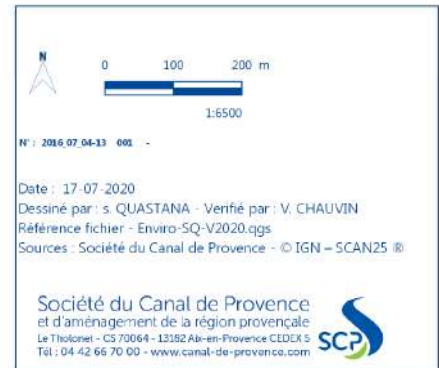 N
0 100 200 m
1:6500
N° : 2016_07_04-13 001 -
Date : 17-07-2020
Dessiné par : s. QUASTANA - Verifié par : V. CHAUVIN
Référence fichier - Enviro-SQ-V2020.qgs
Sources : Société du Canal de Provence - © IGN – SCAN25 ®
Société du Canal de Provence
et d'aménagement de la région provençale
Le Tholonet - CS 70064 - 13182 Aix-en-Provence CEDEX 5
Tél : 04 42 66 70 00 - www.canal-de-provence.com
SCP